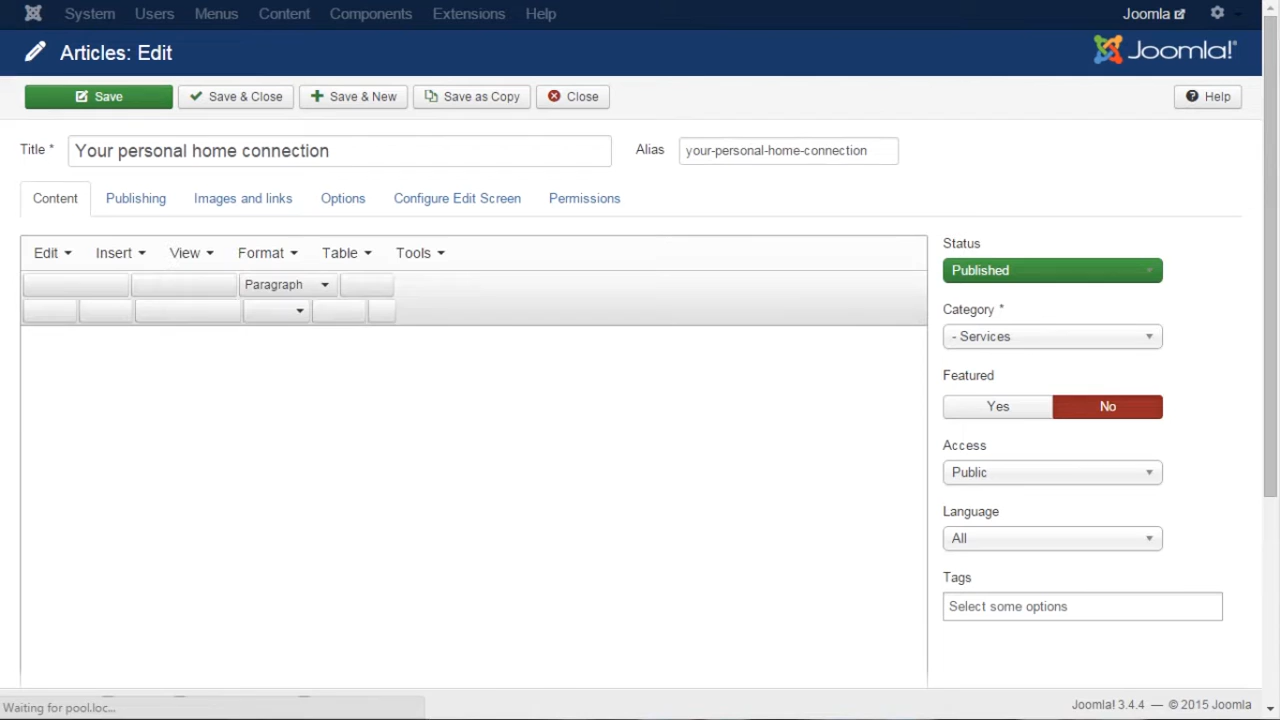 System Users Menus Content Components Extensions Help Joomla
Articles: Edit Joomla!®
Save Save & Close Save & New Save as Copy Close Help
Title * Your personal home connection Alias your-personal-home-connection
Content Publishing Images and links Options Configure Edit Screen Permissions
Edit Insert View Format Table Tools
Paragraph
Status
Published
Category *
- Services
Featured
Yes No
Access
Public
Language
All
Tags
Select some options
Waiting for pool.loc...
Joomla! 3.4.4 — © 2015 Joomla